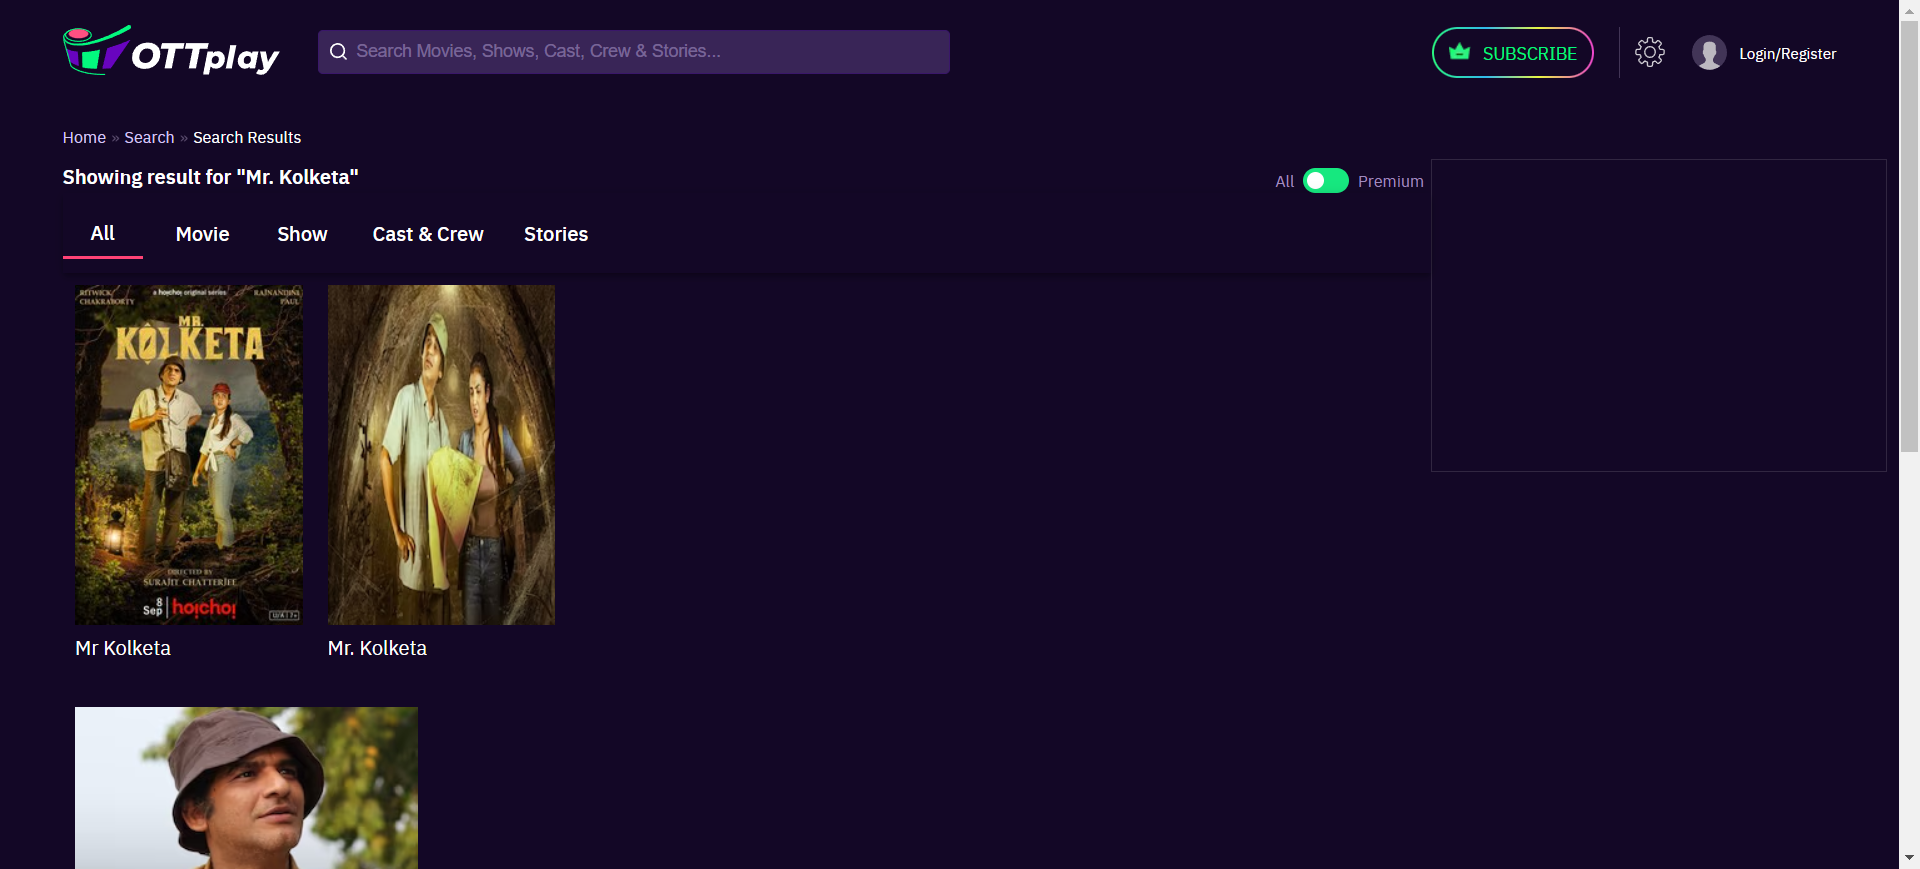 OTTplay
Search Movies, Shows, Cast, Crew & Stories...
SUBSCRIBE
Login/Register
Home » Search » Search Results
Showing result for "Mr. Kolketa"
All
Premium
All
Movie
Show
Cast & Crew
Stories
RITWICK
CHAKRABORTY
a hoichoi original series
RAJNANDINI
PAUL
MR.
KOLKETA
DIRECTED BY
SURAJIT CHATTERJEE
8
Sep
hoichoi
U/A | 7+
Mr Kolketa
Mr. Kolketa